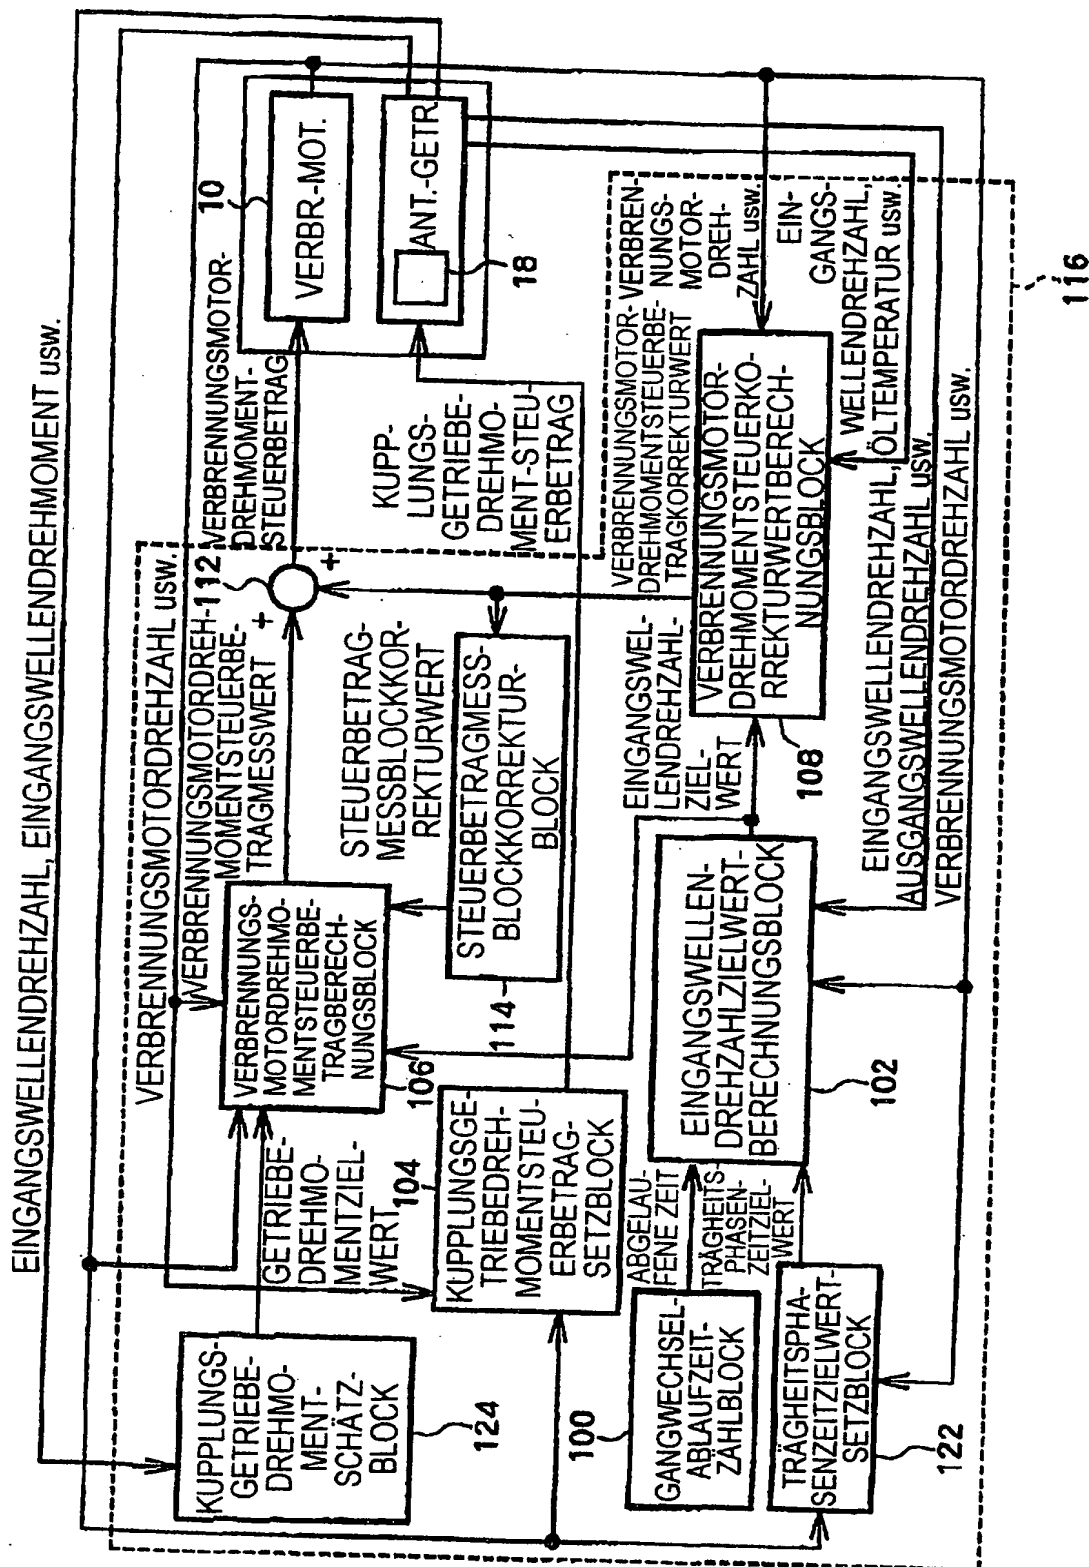 EINGANGSWELLENDREHZAHL, EINGANGSWELLENDREHMOMENT usw.
VERBRENNUNGSMOTORDREHZAHL usw.
VERBRENNUNGSMOTORDREH-
MOMENTSTEUERBE-
TRAGMESSWERT
112
+
+
VERBRENNUNGSMOTOR-
DREHMOMENT-
STEUERBETRAG
10
VERBR.-MOT.
ANT.-GETR.
18
KUPPLUNGS-
GETRIEBE-
DREHMO-
MENT-
SCHÄTZ-
BLOCK
124
GETRIEBE-
DREHMO-
MENTZIEL-
WERT
VERBRENNUNGS-
MOTORDREHMO-
MENTSTEUERBE-
TRAGBERECH-
NUNGSBLOCK
106
STEUERBETRAG-
MESSBLOCKKOR-
REKTURWERT
STEUERBETRAGMESS-
BLOCKKORREKTUR-
BLOCK
114
KUPP-
LUNGS-
GETRIEBE-
DREHMO-
MENT-STEU-
ERBETRAG
104
KUPPLUNGSGE-
TRIEBEDREH-
MOMENTSTEU-
ERBETRAG-
SETZBLOCK
100
GANGWECHSEL-
ABLAUFZEIT-
ZÄHLBLOCK
ABGELAU-
FENE ZEIT
TRÄGHEITS-
PHASEN-
ZEITZIEL-
WERT
TRÄGHEITSPHA-
SENZEITZIELWERT-
SETZBLOCK
122
EINGANGSWELLEN-
DREHZAHLZIELWERT-
BERECHNUNGSBLOCK
102
EINGANGSWEL-
LENDREHZAHL-
ZIEL-
WERT
VERBRENNUNGSMOTOR-
DREHMOMENTSTEUERBE-
TRAGKORREKTURWERT
VERBREN-
NUNGS-
MOTOR-
DREH-
ZAHL usw.
VERBRENNUNGSMOTOR-
DREHMOMENTSTEUERKO-
RREKTURWERTBERECH-
NUNGSBLOCK
108
EIN-
GANGS-
WELLENDREHZAHL,
ÖLTEMPERATUR usw.
EINGANGSWELLENDREHZAHL,
AUSGANGSWELLENDREHZAHL usw.
VERBRENNUNGSMOTORDREHZAHL usw.
116